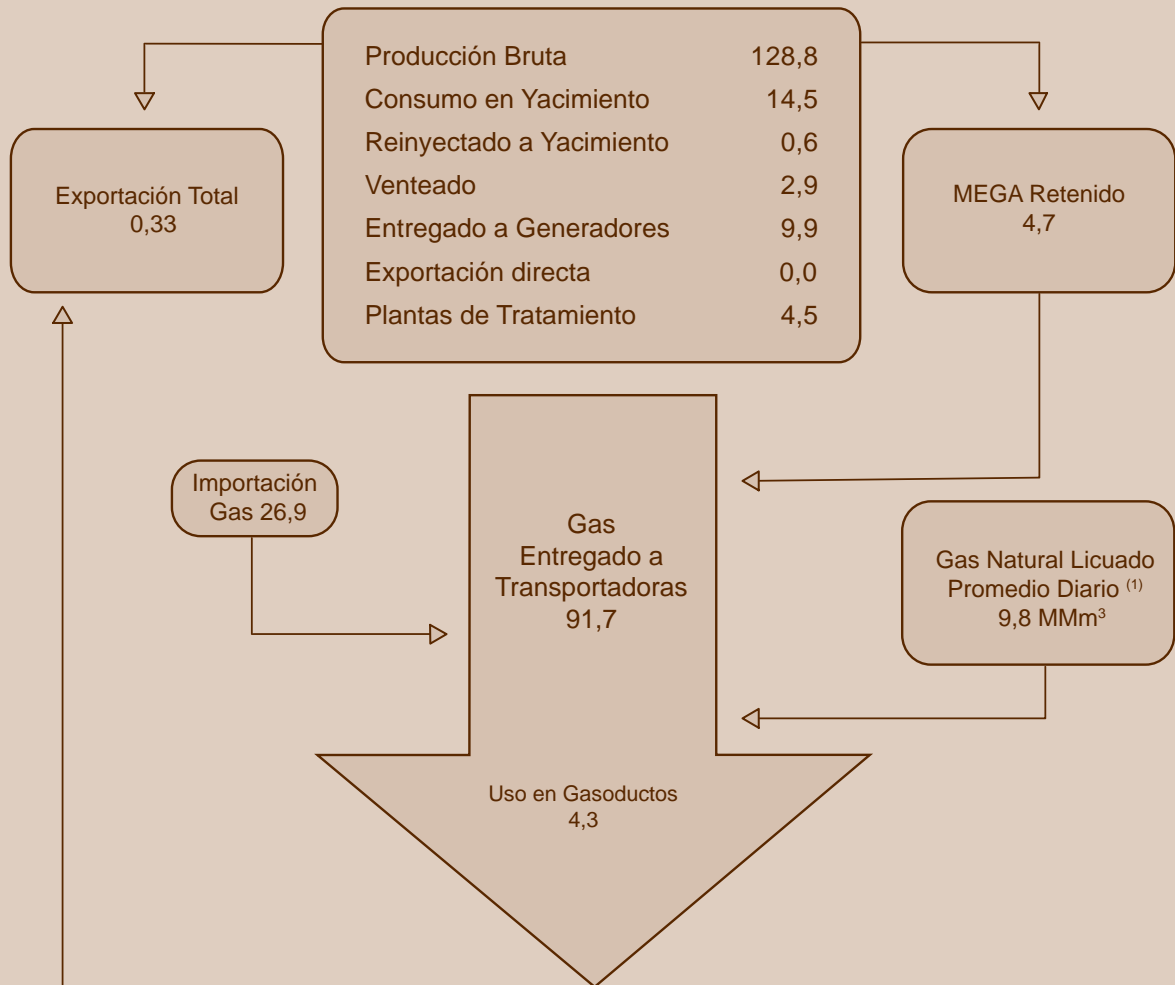 Producción Bruta 128,8
Consumo en Yacimiento 14,5
Reinyectado a Yacimiento 0,6
Venteado 2,9
Entregado a Generadores 9,9
Exportación directa 0,0
Plantas de Tratamiento 4,5
Exportación Total
0,33
MEGA Retenido
4,7
Importación
Gas 26,9
Gas
Entregado a
Transportadoras
91,7
Gas Natural Licuado
Promedio Diario (1)
9,8 MMm³
Uso en Gasoductos
4,3